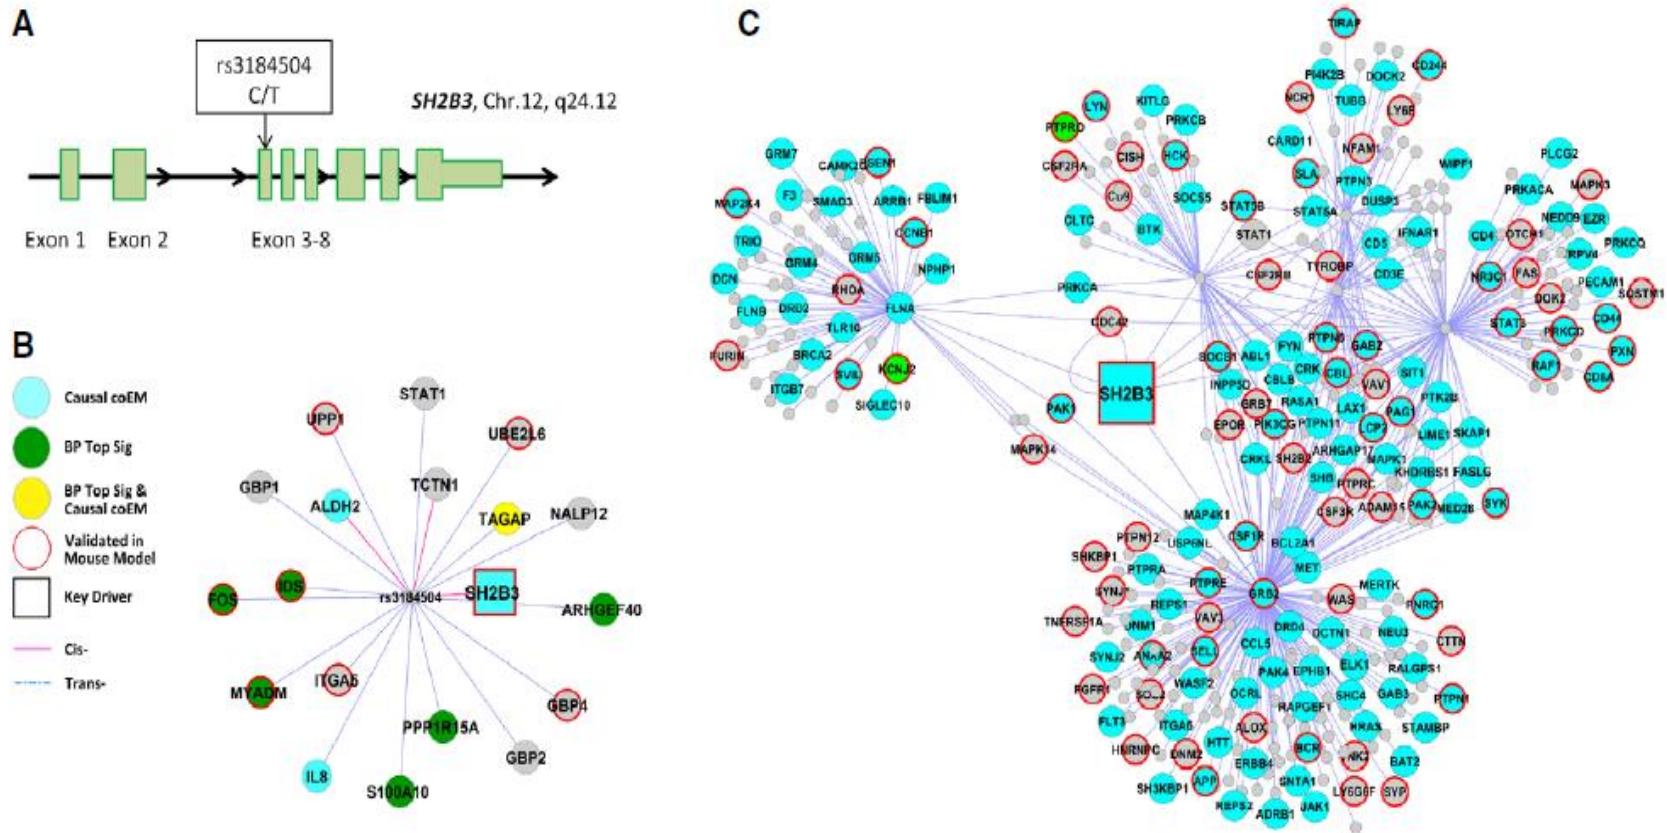 A
rs3184504
C/T
SH2B3, Chr.12, q24.12
Exon 1
Exon 2
Exon 3-8
B
Causal coEM
BP Top Sig
BP Top Sig &
Causal coEM
Validated in
Mouse Model
Key Driver
Cis-
Trans-
STAT1
UPP1
UBE2L6
GBP1
TCTN1
ALDH2
TAGAP
NALP12
FOS
IDS
rs3184504
SH2B3
ARHGEF40
MYADM
ITGA5
GBP4
PPP1R15A
GBP2
IL8
S100A10
C
TIRAP
PI4K2B
DOCK2
CD244
NCR1
TUBB
LYN
KITLG
PTPRO
PRKCB
CARD11
NFAM1
CSF2RA
CISH
HCK
SLA
PTPN3
WIPF1
PLCG2
SOCS5
DUSP3
PRKACA
MAPK3
CLTC
BTK
STAT5B
STAT5A
STAT1
IFNAR1
CD5
CD4
NEDD9
EZR
PRKCQ
PRKCA
CSF2RB
TYROBP
CD3E
NR3C1
FAS
PECAM1
DOK2
SQSTM1
STAT3
PRKCD
CD44
RAF1
PXN
CD8A
GRM7
CAMK2B
PSEN1
MAP2K4
F3
SMAD3
ARRB1
FBLIM1
CCNB1
TRIO
GRM4
GRM5
NPHP1
DCN
RHOA
FLNB
DRD2
FLNA
TLR10
FURIN
BRCA2
SVIL
KCNJ2
ITGB7
SIGLEC10
CDC42
SH2B3
PAK1
MAPK14
SOCS1
ABL1
FYN
PTPN6
GAB2
CRK
CBL
SIT1
INPP5D
CBLB
VAV1
GRB7
RASA1
LAX1
PAG1
PTK2B
EPOR
PIK3CG
PTPN11
LCP2
LIME1
SKAP1
CRKL
SH2B2
ARHGAP17
MAPK1
KHDRBS1
FASLG
SHB
PTPRC
CSF3R
ADAM15
PAK2
MED28
SYK
MAP4K1
USP6NL
CSF1R
BCL2A1
PTPN12
SHKBP1
PTPRA
MET
PTPRE
GRB2
MERTK
WAS
PNRC1
REPS1
TNFRSF1A
DNM1
VAV3
DRD4
DCTN1
NEU3
CTTN
SYNJ2
ANXA2
SELL
CCL5
PAK4
EPHB1
ELK1
RALGPS1
FGFR1
WASF2
OCRL
SHC4
GAB3
PTPN1
RAPGEF1
FLT3
ITGA6
ALOX
HRAS
STAMBP
HNRNPC
DNM2
HTT
BCR
BAT2
ERBB4
SH3KBP1
APP
SNTA1
LY6G6F
SYP
REPS2
ADRB1
JAK1